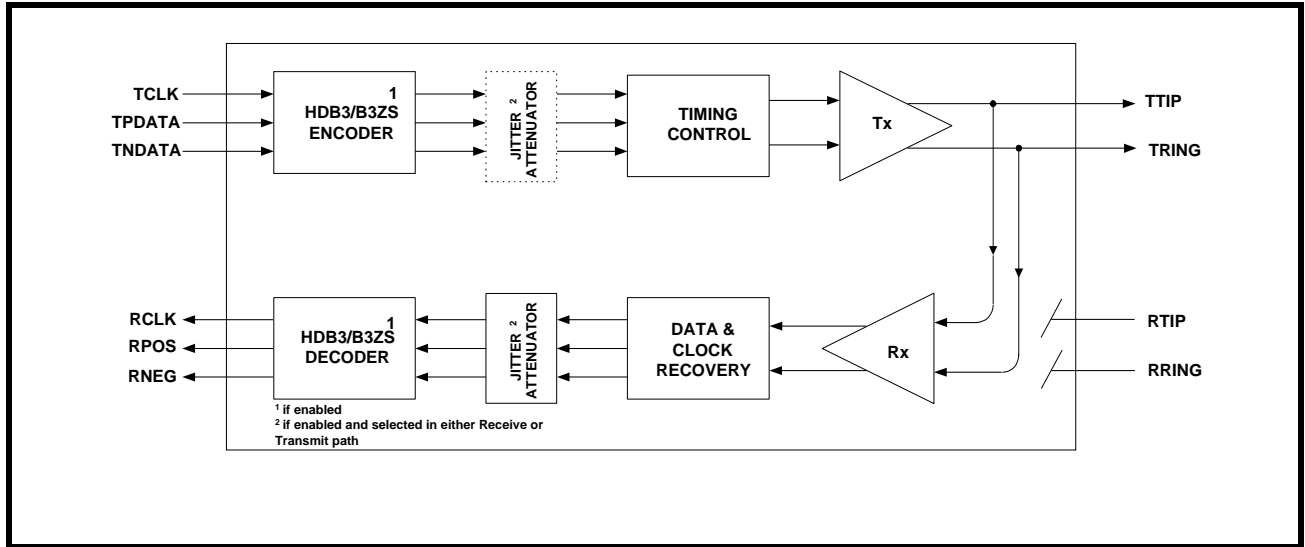 TCLK
TPDATA
TNDATA
1
HDB3/B3ZS
ENCODER
JITTER 2
ATTENUATOR
TIMING
CONTROL
Tx
TTIP
TRING
RCLK
RPOS
RNEG
1
HDB3/B3ZS
DECODER
JITTER 2
ATTENUATOR
DATA &
CLOCK
RECOVERY
Rx
RTIP
RRING
1 if enabled
2 if enabled and selected in either Receive or
Transmit path